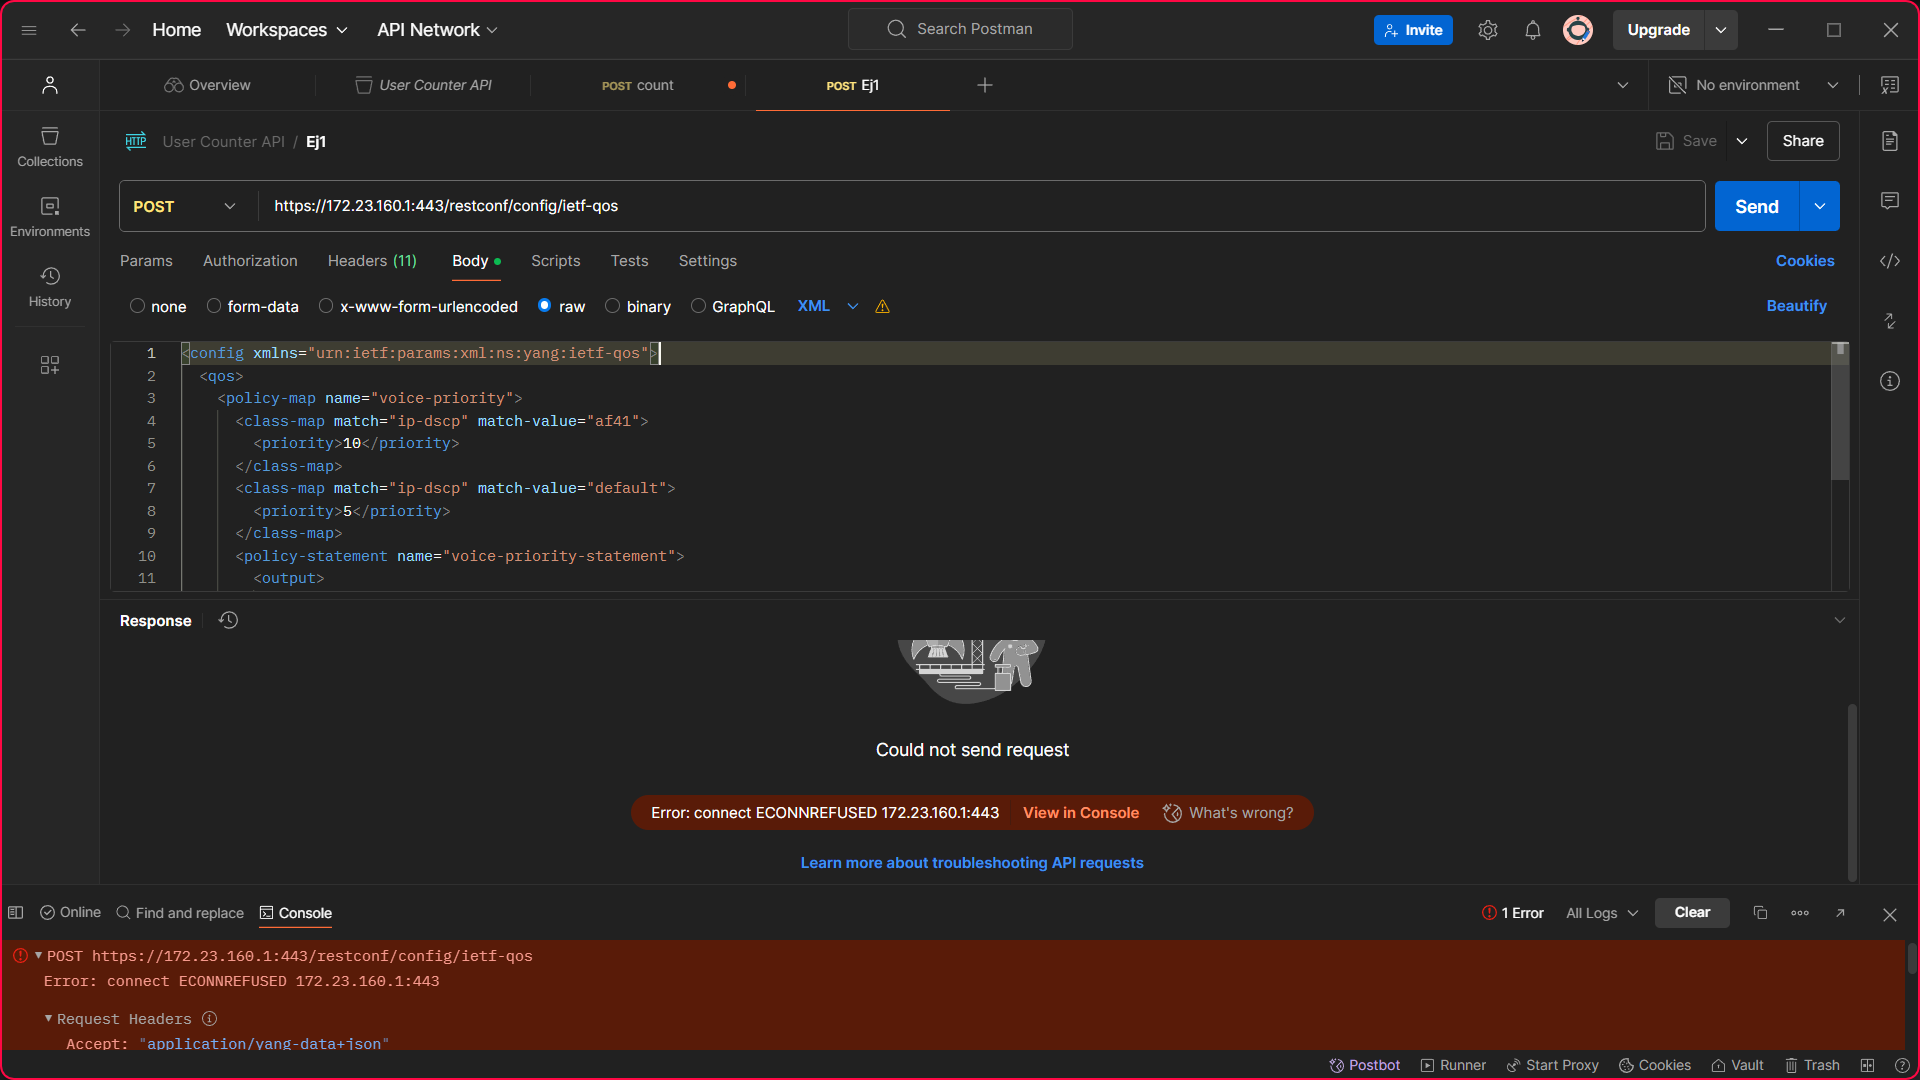 Home Workspaces API Network Search Postman Invite Upgrade
Overview User Counter API POST count POST Ej1 No environment
HTTP User Counter API / Ej1 Save Share
Collections
Environments
History
POST https://172.23.160.1:443/restconf/config/ietf-qos Send
Params Authorization Headers (11) Body Scripts Tests Settings Cookies
none form-data x-www-form-urlencoded raw binary GraphQL XML Beautify
1 <config xmlns="urn:ietf:params:xml:ns:yang:ietf-qos">
2 <qos>
3 <policy-map name="voice-priority">
4 <class-map match="ip-dscp" match-value="af41">
5 <priority>10</priority>
6 </class-map>
7 <class-map match="ip-dscp" match-value="default">
8 <priority>5</priority>
9 </class-map>
10 <policy-statement name="voice-priority-statement">
11 <output>
Response
Could not send request
Error: connect ECONNREFUSED 172.23.160.1:443 View in Console What's wrong?
Learn more about troubleshooting API requests
Online Find and replace Console 1 Error All Logs Clear
POST https://172.23.160.1:443/restconf/config/ietf-qos
Error: connect ECONNREFUSED 172.23.160.1:443
Request Headers
Accept: "application/yang-data+json"
Postbot Runner Start Proxy Cookies Vault Trash